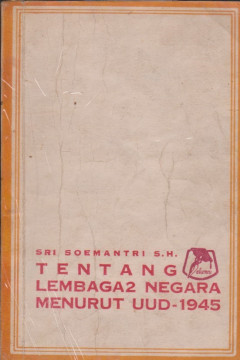 SRI SOEMANTRI S.H.
TENTANG
LEMBAGA2 NEGARA
MENURUT UUD-1945